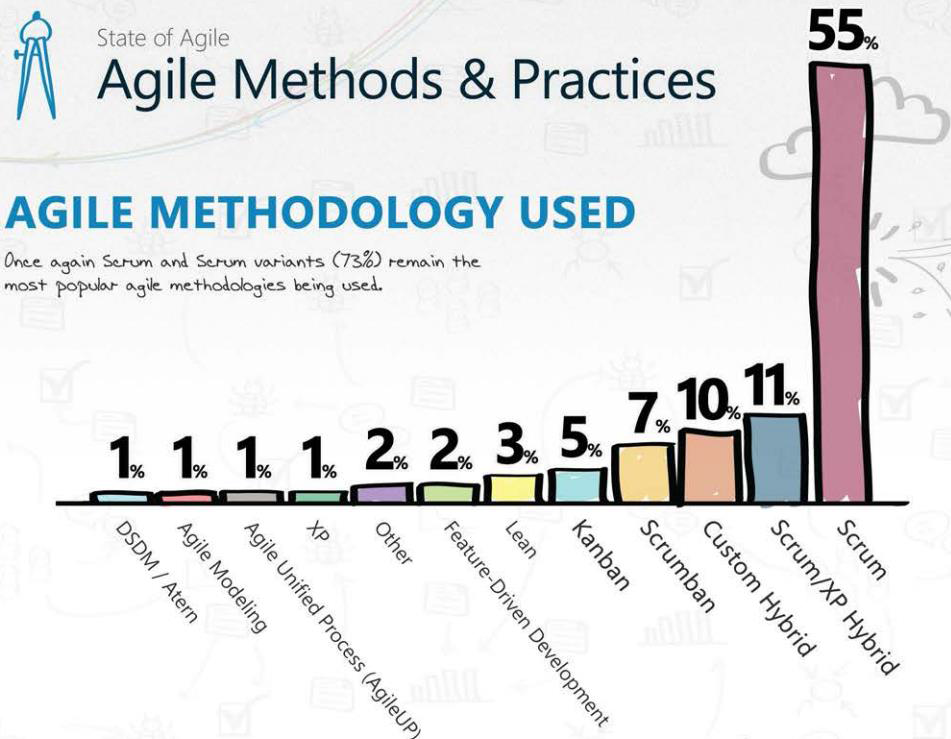 State of Agile
Agile Methods & Practices
AGILE METHODOLOGY USED
Once again Scrum and Scrum variants (73%) remain the
most popular agile methodologies being used.
1%
1%
1%
1%
2%
2%
3%
5%
7%
10%
11%
55%
DSDM / Atern
Agile Modeling
Agile Unified Process (AgileUP)
XP
Other
Feature-Driven Development
Lean
Kanban
Scrumban
Custom Hybrid
Scrum/XP Hybrid
Scrum